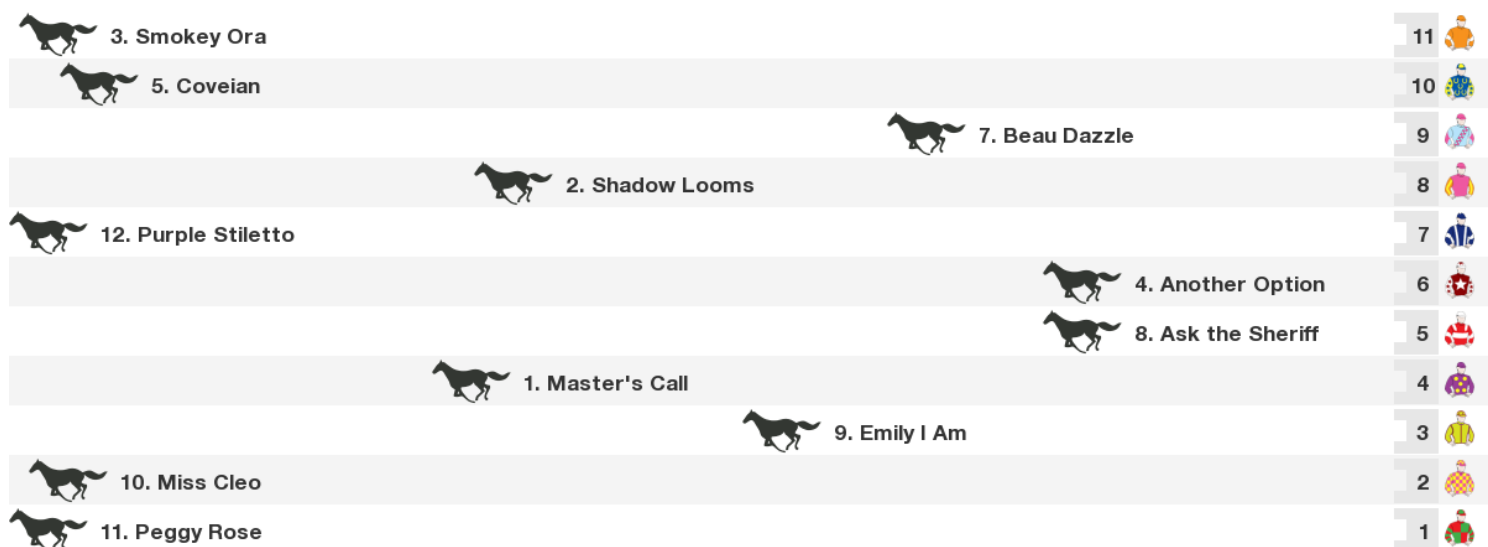 3. Smokey Ora 11
5. Coveian 10
7. Beau Dazzle 9
2. Shadow Looms 8
12. Purple Stiletto 7
4. Another Option 6
8. Ask the Sheriff 5
1. Master's Call 4
9. Emily I Am 3
10. Miss Cleo 2
11. Peggy Rose 1